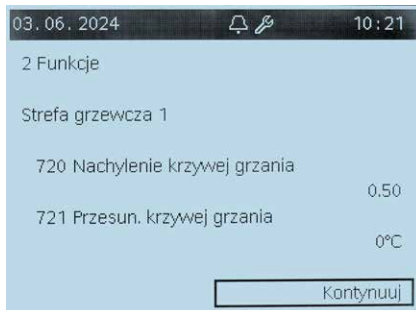 03.06.2024 10:21
2 Funkcje
Strefa grzewcza 1
720 Nachylenie krzywej grzania
0.50
721 Przesun. krzywej grzania
0°C
Kontynuuj